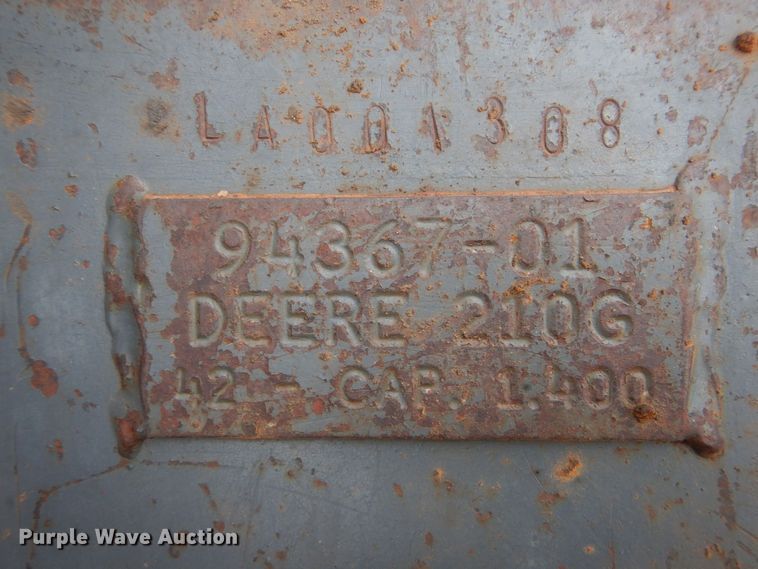 LA001308
94367-01
DEERE 210G
42 - CAP. 1.400
Purple Wave Auction